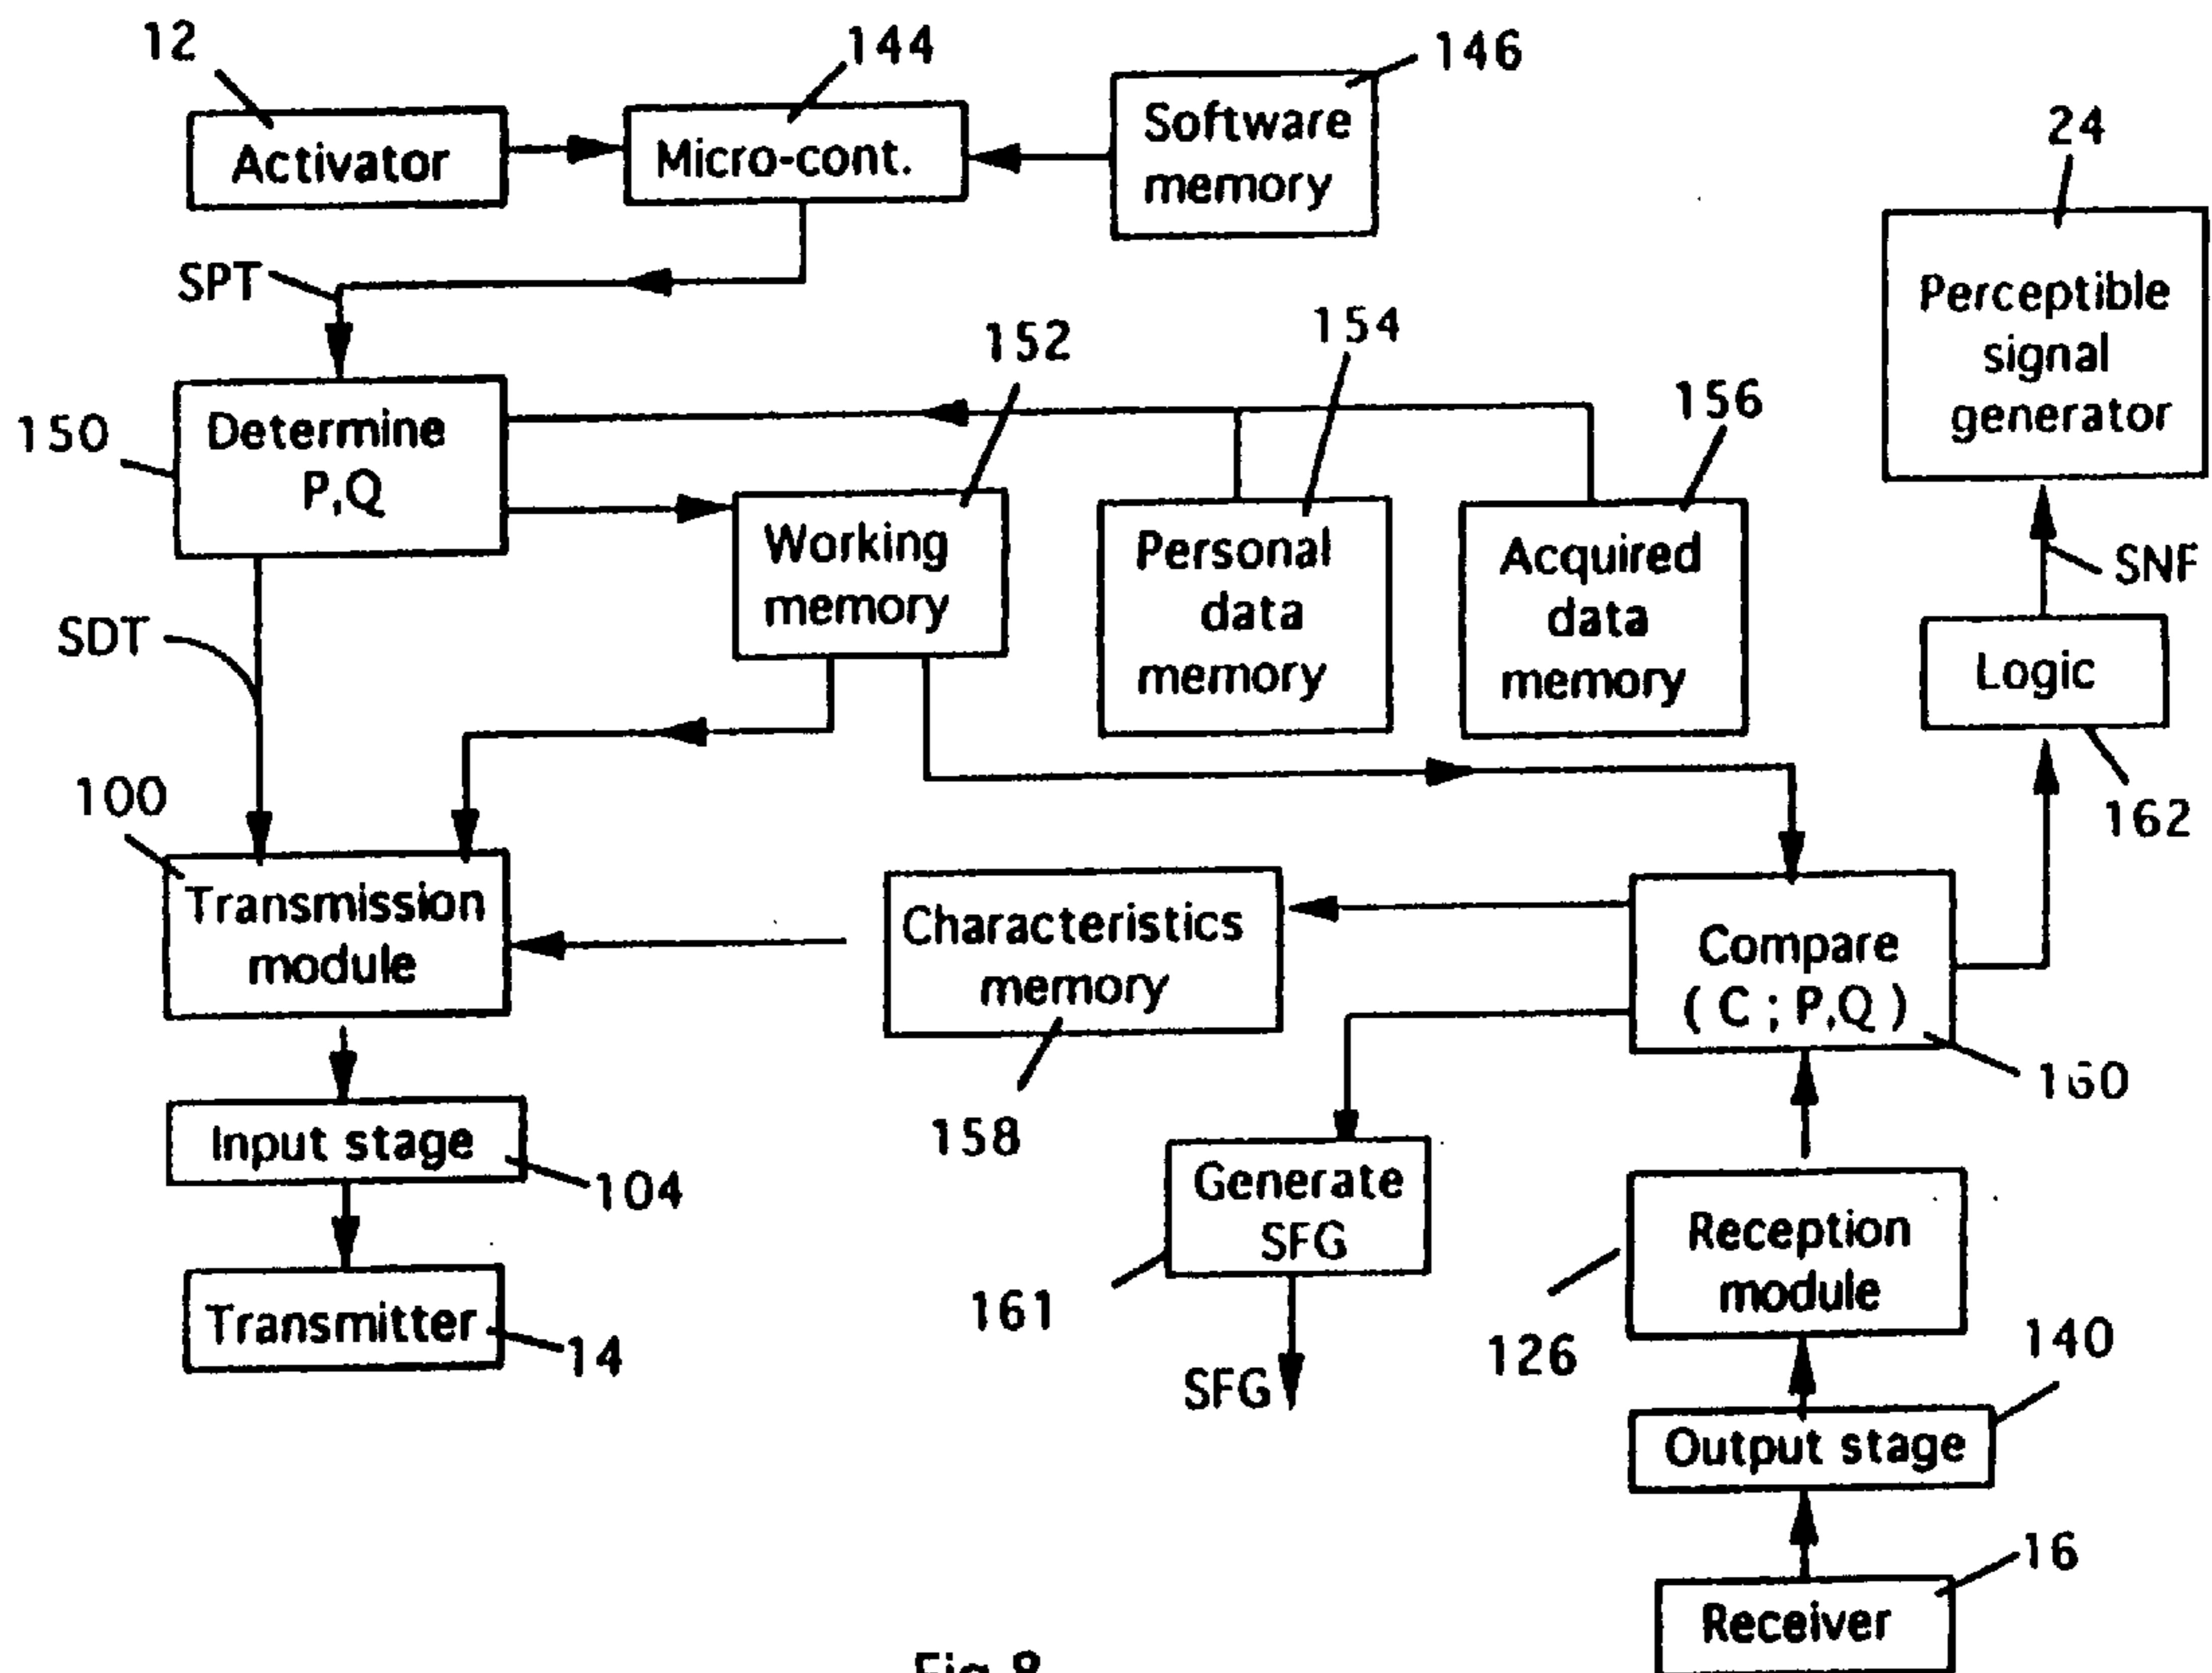 12
144
146
Activator
Micro-cont.
Software
memory
24
Perceptible
signal
generator
SPT
152
154
156
150
Determine
P,Q
Working
memory
Personal
data
memory
Acquired
data
memory
SNF
Logic
162
SDT
100
Transmission
module
Characteristics
memory
158
Compare
( C ; P,Q )
160
Input stage
104
Generate
SFG
161
SFG
Reception
module
126
Transmitter
14
140
Output stage
16
Receiver
Fig 8